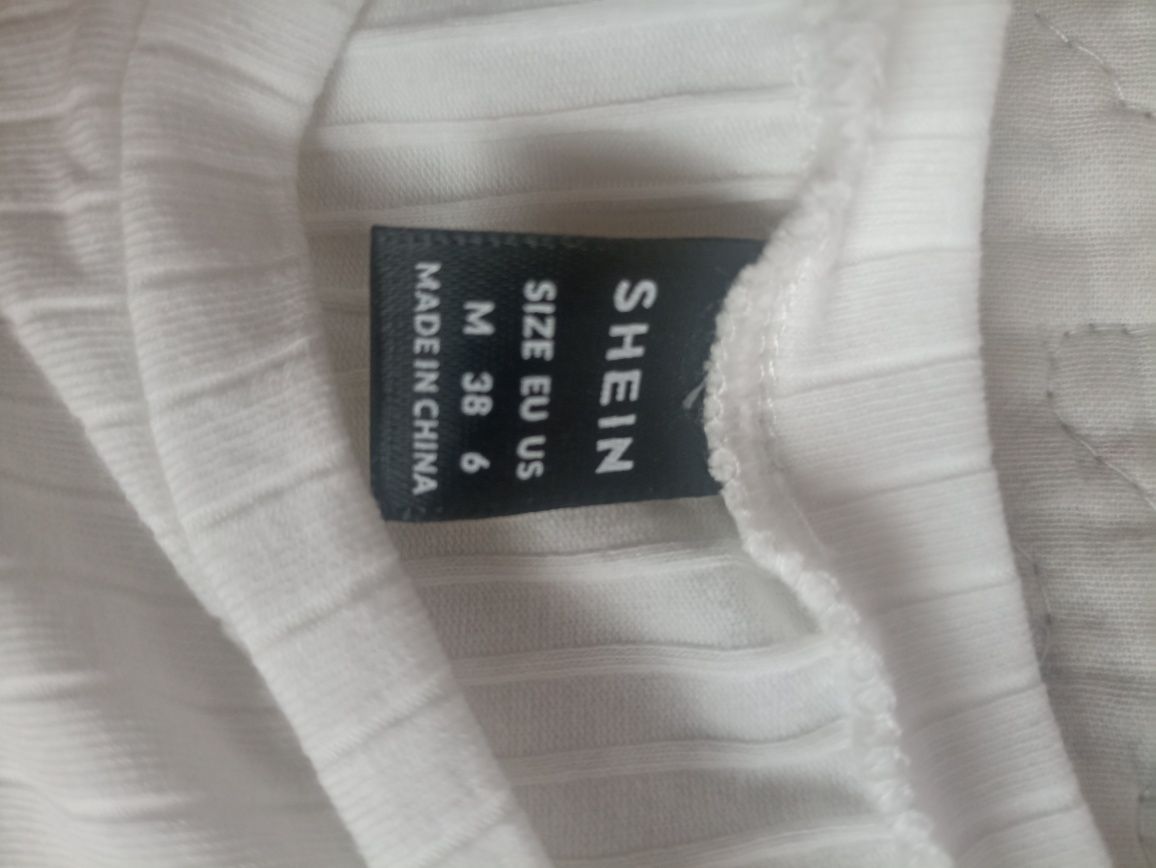 SHEIN
SIZE EU US
M 38 6
MADE IN CHINA